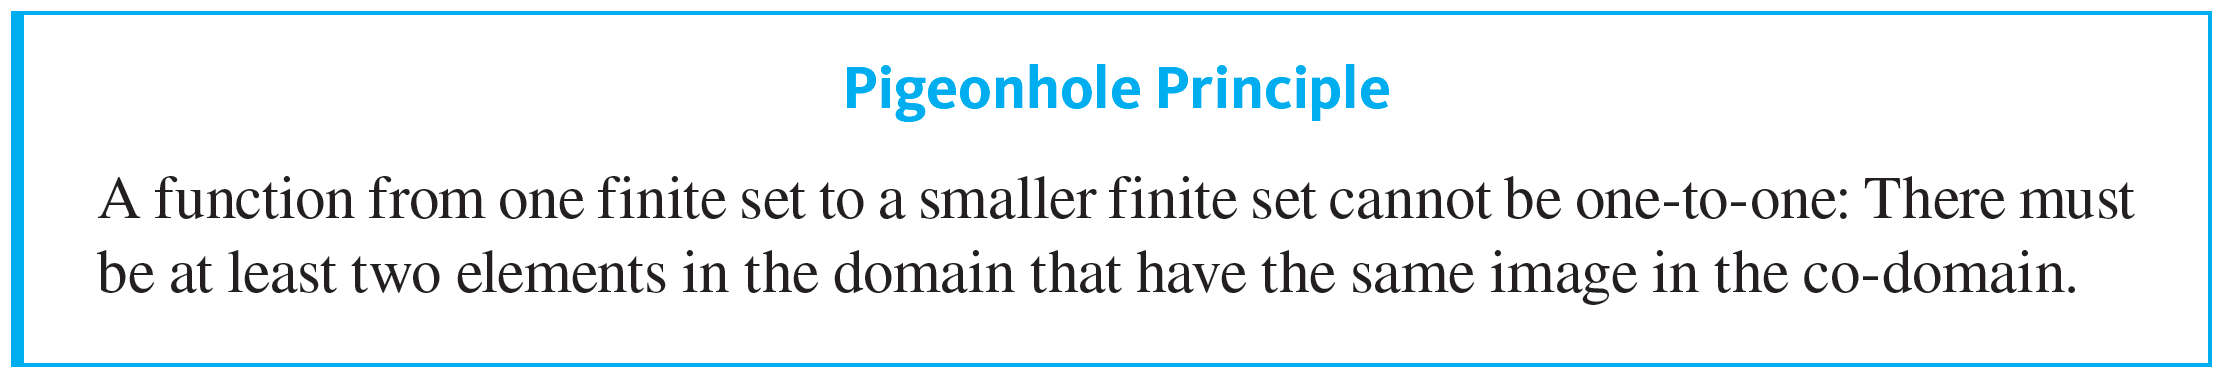 Pigeonhole Principle
A function from one finite set to a smaller finite set cannot be one-to-one: There must
be at least two elements in the domain that have the same image in the co-domain.